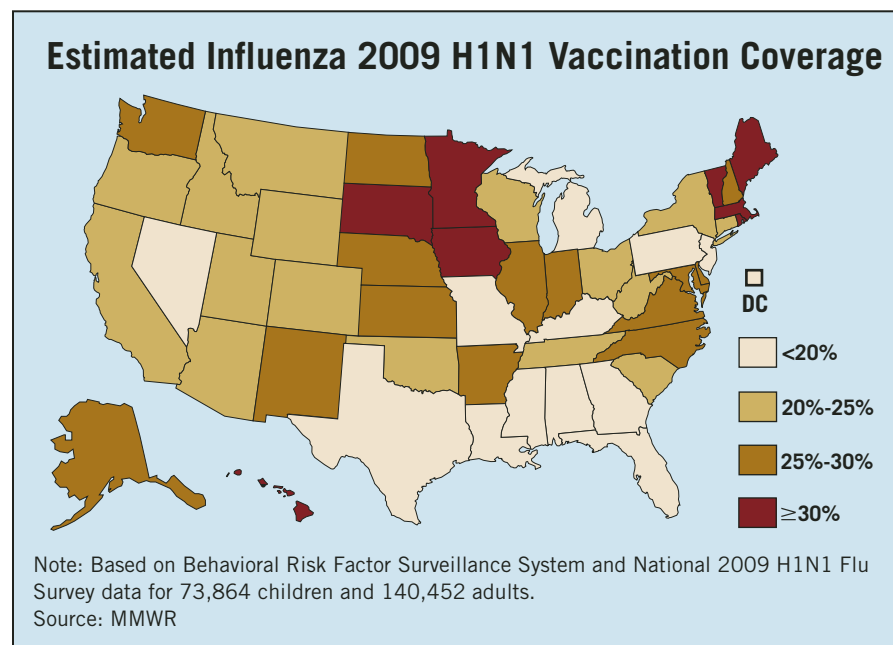 Estimated Influenza 2009 H1N1 Vaccination Coverage
DC
<20%
20%-25%
25%-30%
≥30%
Note: Based on Behavioral Risk Factor Surveillance System and National 2009 H1N1 Flu
Survey data for 73,864 children and 140,452 adults.
Source: MMWR